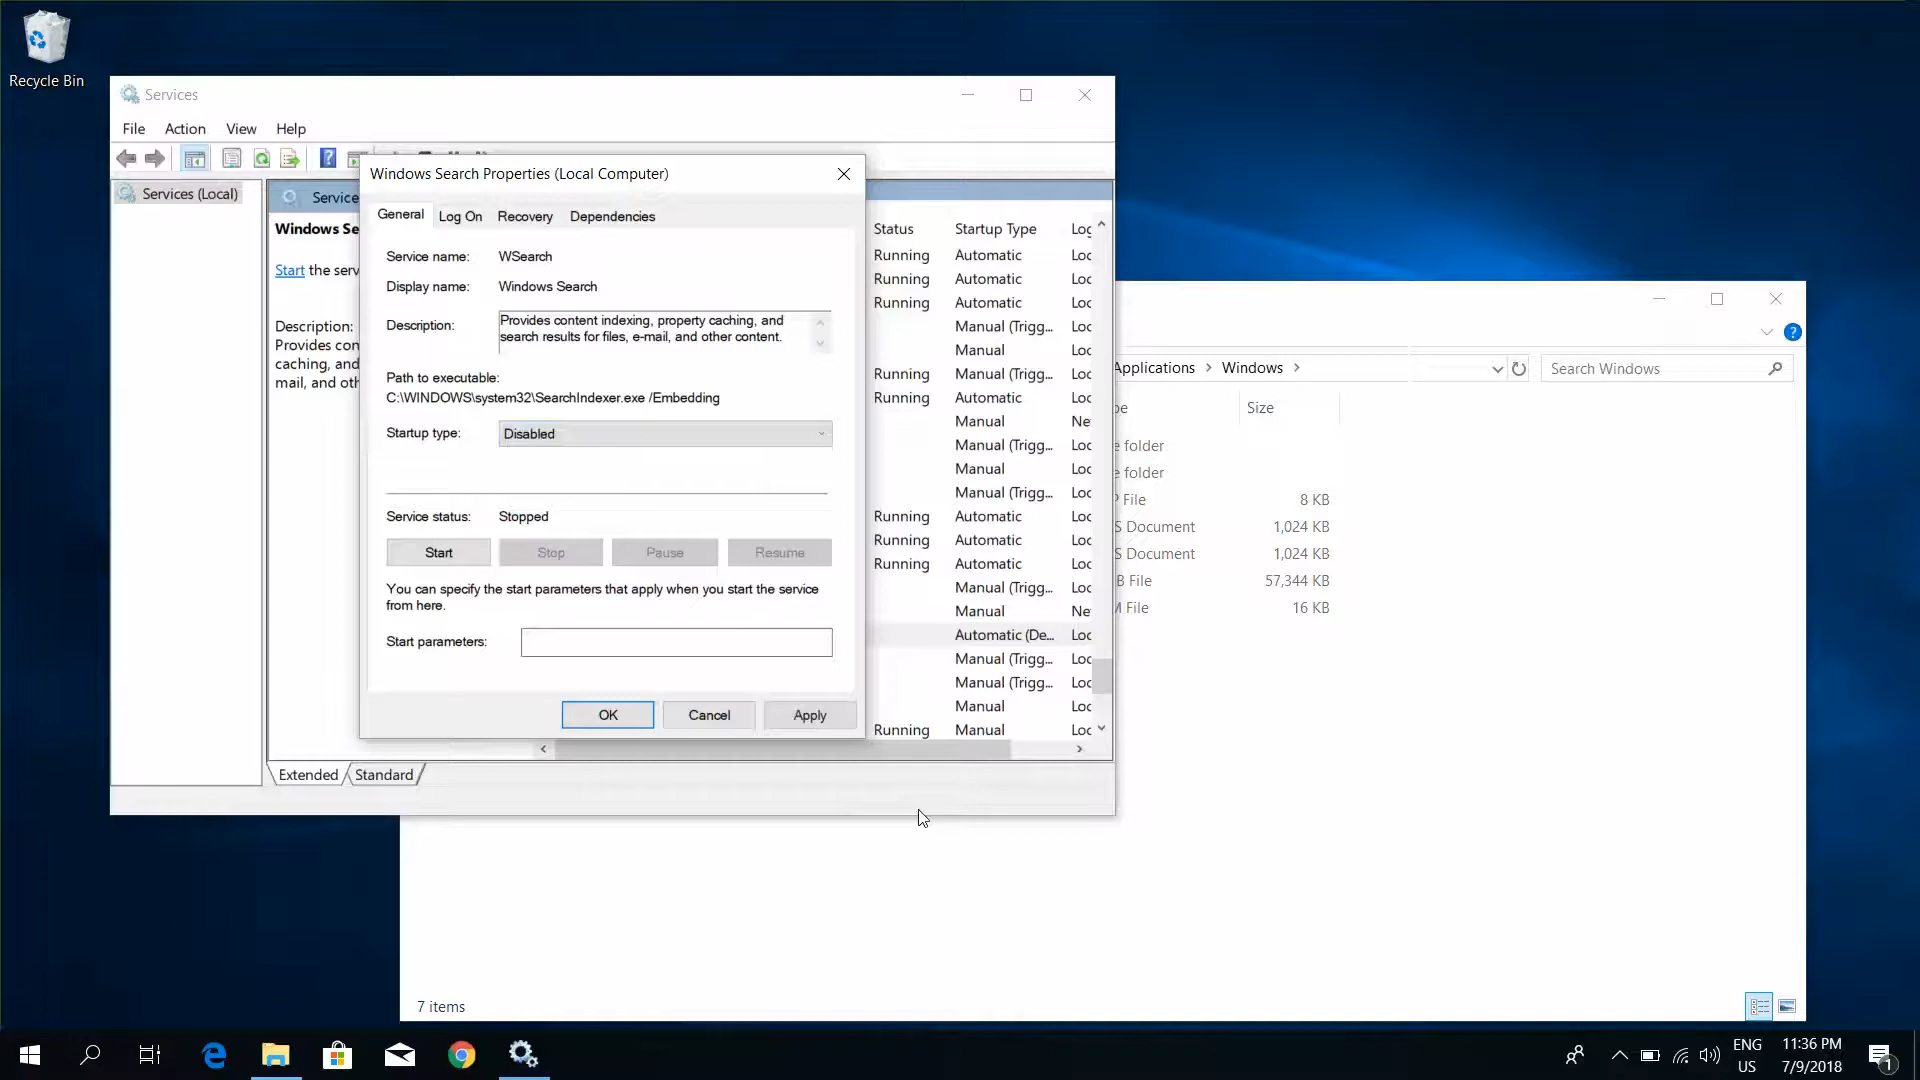 Recycle Bin
Services
File Action View Help
Services (Local)
Service
Windows Se
Start the serv
Description:
Provides con
caching, and
mail, and oth
Windows Search Properties (Local Computer)
General Log On Recovery Dependencies
Service name: WSearch
Display name: Windows Search
Description: Provides content indexing, property caching, and
search results for files, e-mail, and other content.
Path to executable:
C:\WINDOWS\system32\SearchIndexer.exe /Embedding
Startup type: Disabled
Service status: Stopped
Start Stop Pause Resume
You can specify the start parameters that apply when you start the service
from here.
Start parameters:
OK Cancel Apply
Status Startup Type Log
Running Automatic Loc
Running Automatic Loc
Running Automatic Loc
Manual (Trigg... Loc
Manual Loc
Running Manual (Trigg... Loc
Running Automatic Loc
Manual Ne
Manual (Trigg... Loc
Manual Loc
Manual (Trigg... Loc
Running Automatic Loc
Running Automatic Loc
Running Automatic Loc
Manual (Trigg... Loc
Manual Ne
Automatic (De... Loc
Manual (Trigg... Loc
Manual (Trigg... Loc
Manual Loc
Running Manual Loc
Extended Standard
Applications > Windows >
Search Windows
pe Size
e folder
e folder
P File 8 KB
S Document 1,024 KB
S Document 1,024 KB
B File 57,344 KB
M File 16 KB
7 items
ENG
US
11:36 PM
7/9/2018
1